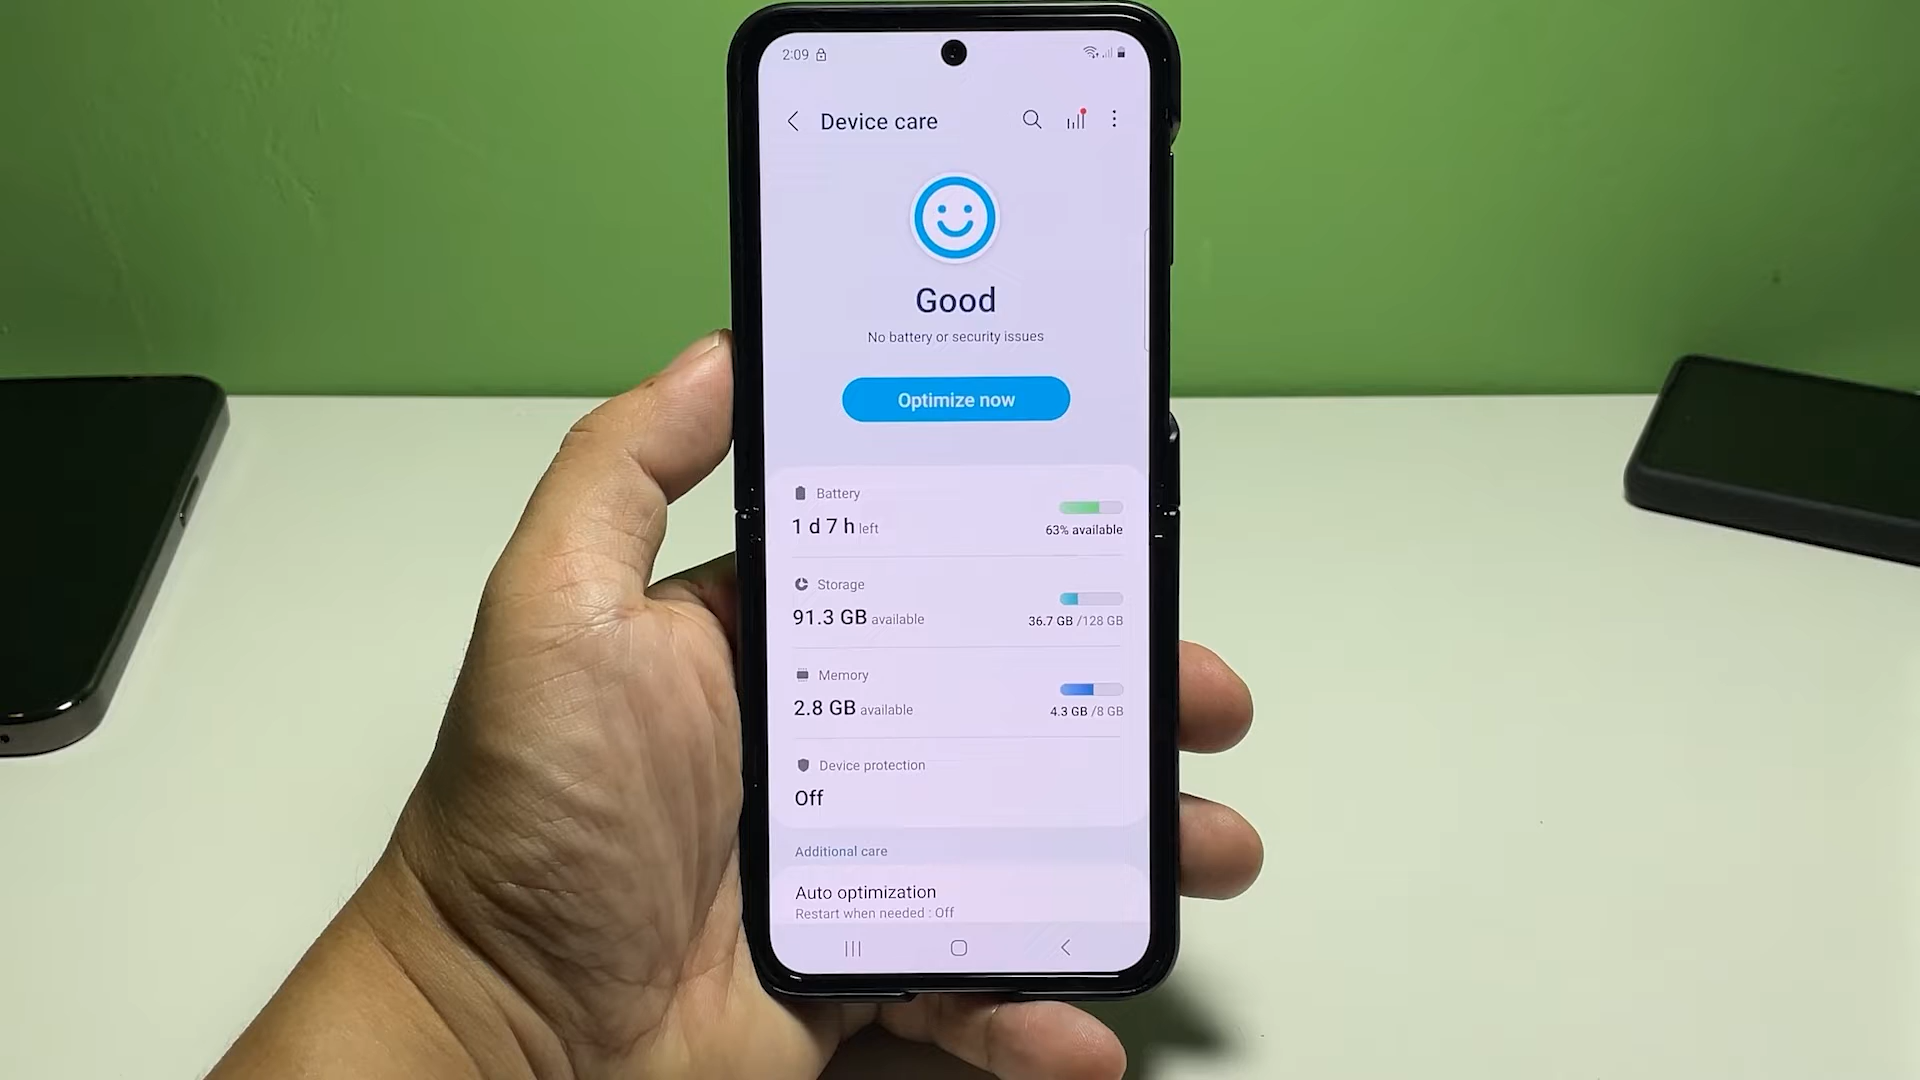 2:09
Device care
Good
No battery or security issues
Optimize now
Battery
1 d 7 h left
63% available
Storage
91.3 GB available
36.7 GB /128 GB
Memory
2.8 GB available
4.3 GB /8 GB
Device protection
Off
Additional care
Auto optimization
Restart when needed : Off